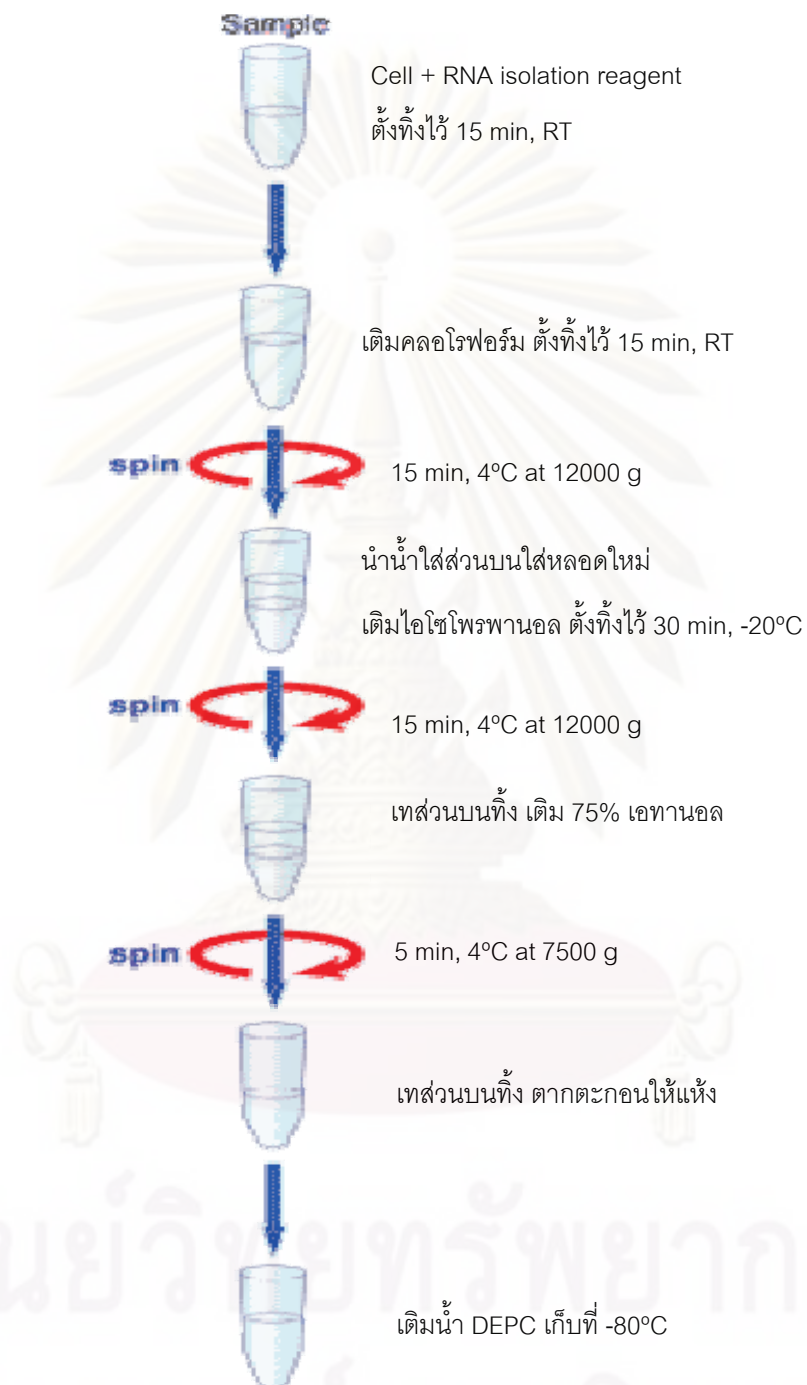 Sample
Cell + RNA isolation reagent
ตั้งทิ้งไว้ 15 min, RT
เติมคลอโรฟอร์ม ตั้งทิ้งไว้ 15 min, RT
spin
15 min, 4ºC at 12000 g
นำน้ำใส่ส่วนบนใส่หลอดใหม่
เติมไอโซโพรพานอล ตั้งทิ้งไว้ 30 min, -20ºC
spin
15 min, 4ºC at 12000 g
เทส่วนบนทิ้ง เติม 75% เอทานอล
spin
5 min, 4ºC at 7500 g
เทส่วนบนทิ้ง ตากตะกอนให้แห้ง
เติมน้ำ DEPC เก็บที่ -80ºC